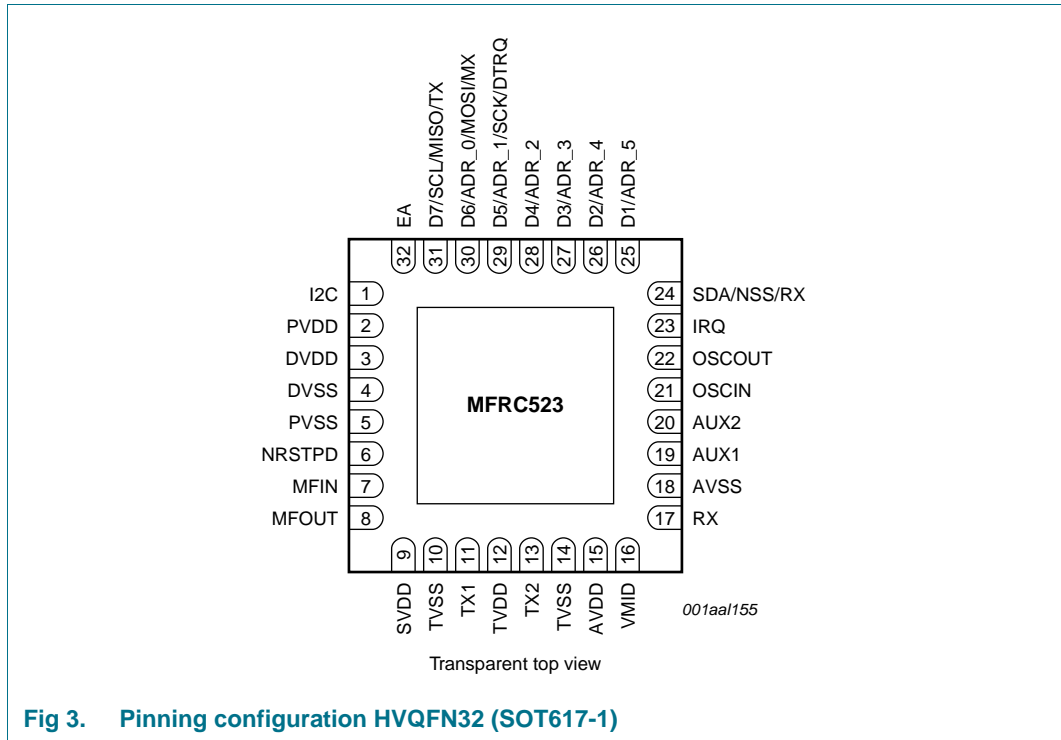 EA
D7/SCL/MISO/TX
D6/ADR_0/MOSI/MX
D5/ADR_1/SCK/DTRQ
D4/ADR_2
D3/ADR_3
D2/ADR_4
D1/ADR_5
32
31
30
29
28
27
26
25
I2C 1
PVDD 2
DVDD 3
DVSS 4
PVSS 5
NRSTPD 6
MFIN 7
MFOUT 8
MFRC523
24 SDA/NSS/RX
23 IRQ
22 OSCOUT
21 OSCIN
20 AUX2
19 AUX1
18 AVSS
17 RX
9
10
11
12
13
14
15
16
SVDD
TVSS
TX1
TVDD
TX2
TVSS
AVDD
VMID
001aal155
Transparent top view
Fig 3. Pinning configuration HVQFN32 (SOT617-1)